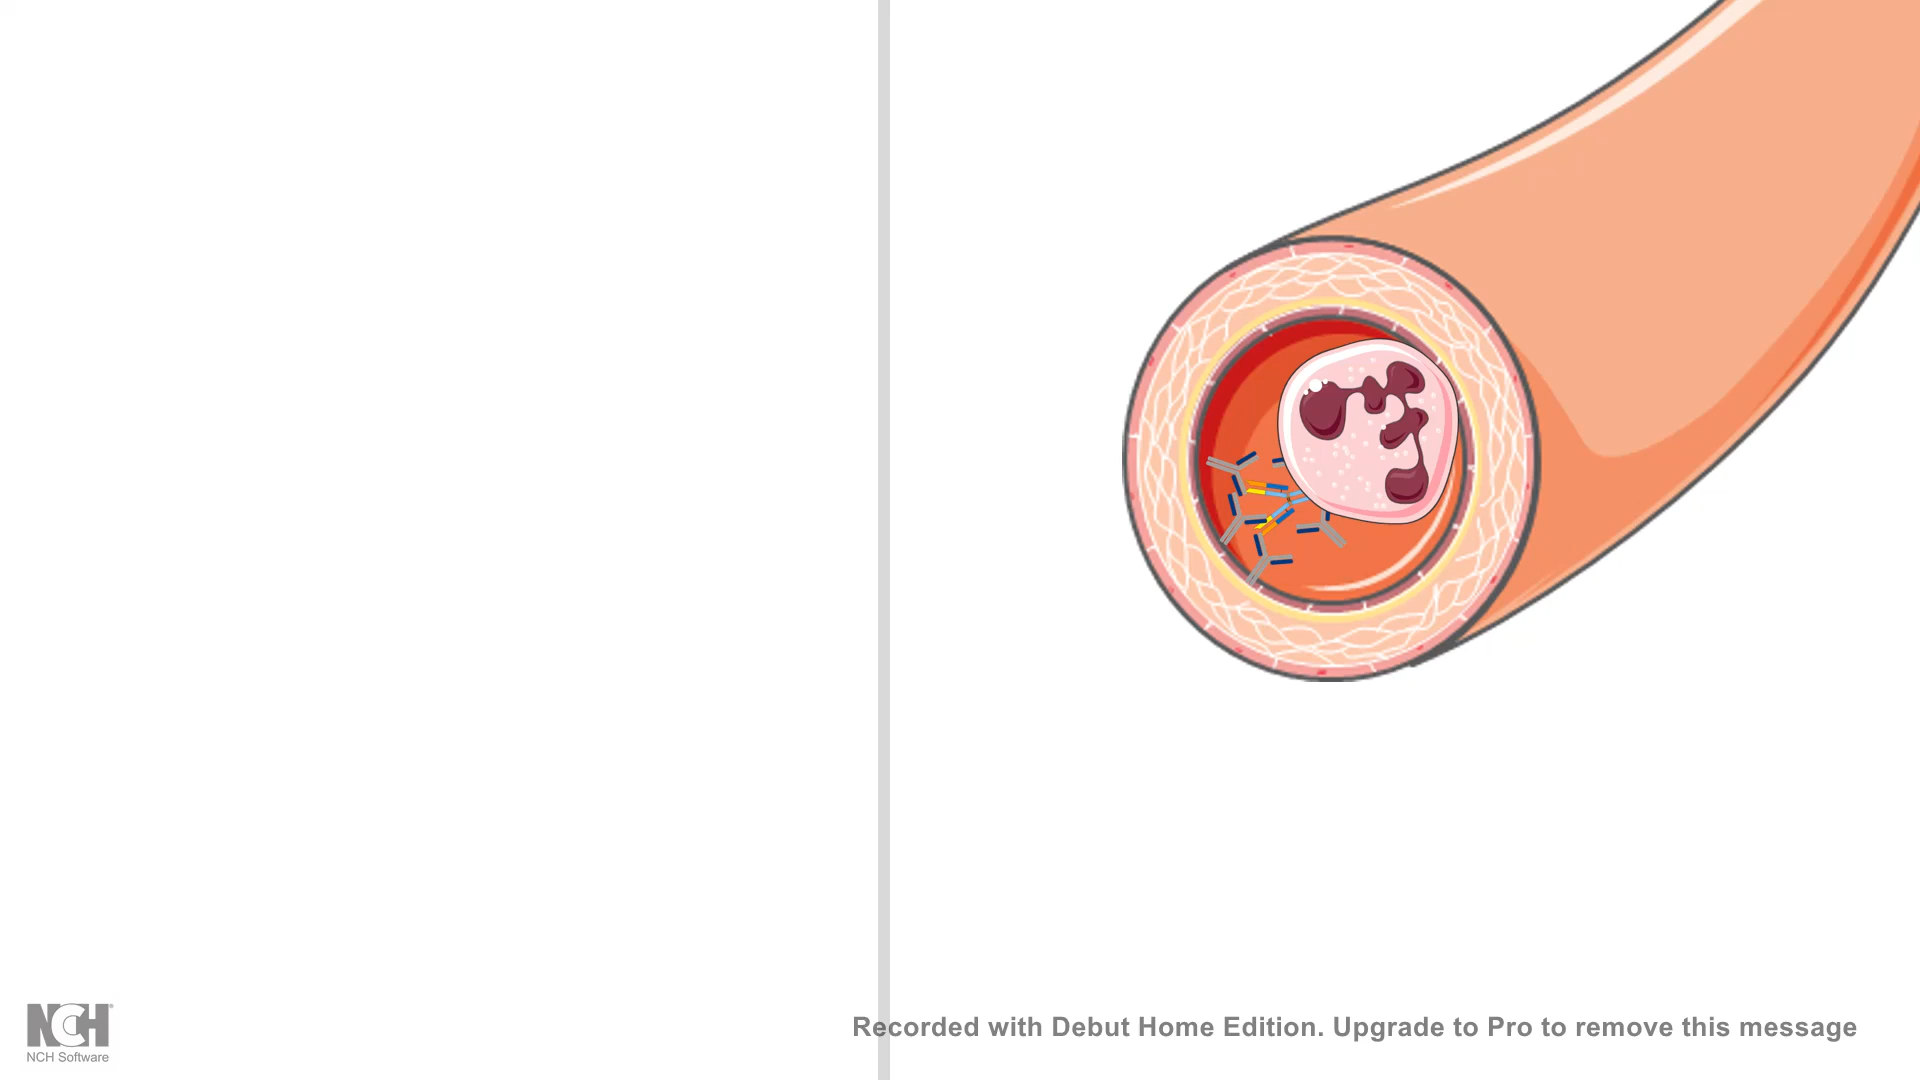 NCH®
NCH Software
Recorded with Debut Home Edition. Upgrade to Pro to remove this message